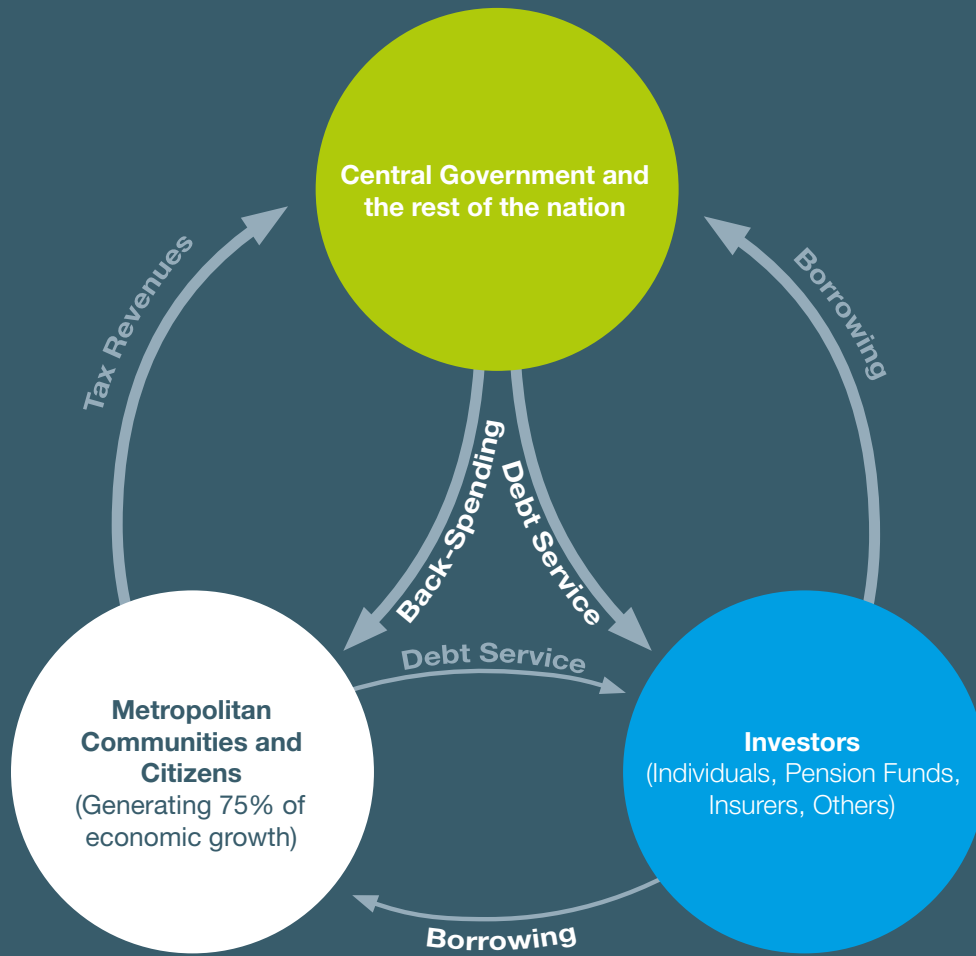 Central Government and
the rest of the nation
Tax Revenues
Borrowing
Back-Spending
Debt Service
Debt Service
Metropolitan
Communities and
Citizens
(Generating 75% of
economic growth)
Investors
(Individuals, Pension Funds,
Insurers, Others)
Borrowing